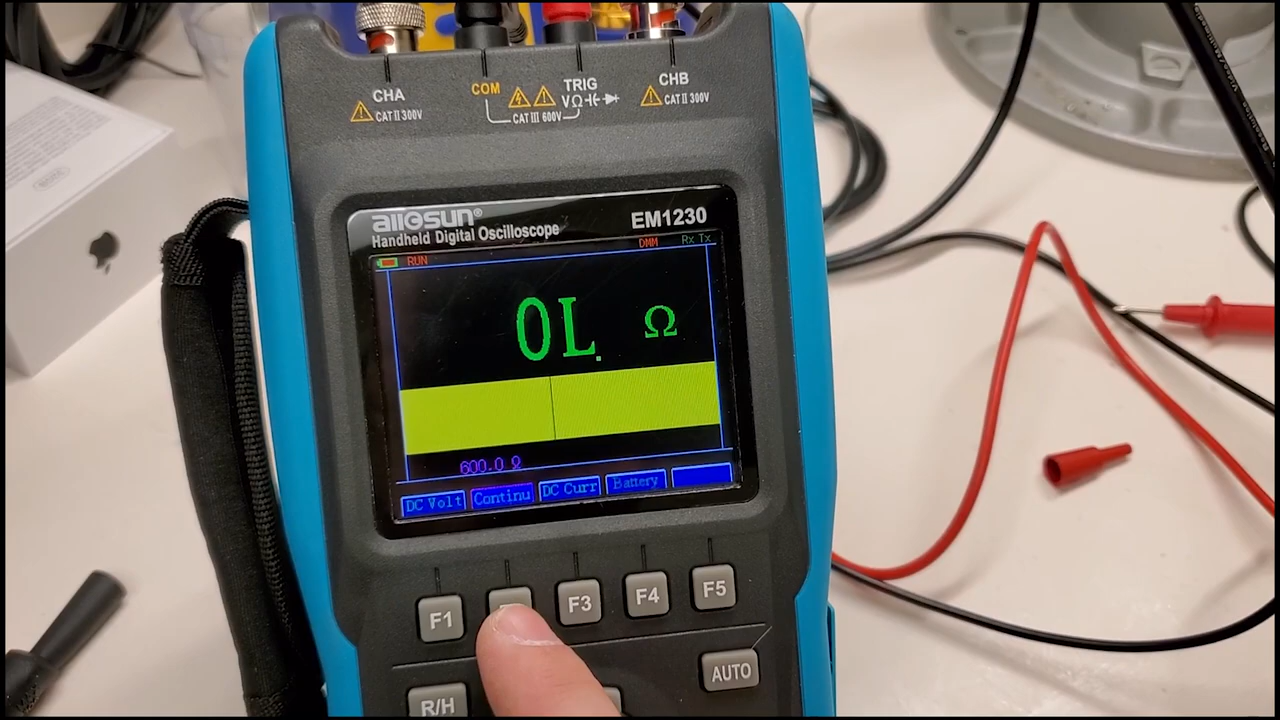 CHA
CAT II 300V
COM
TRIG
VΩ
CAT III 600V
CHB
CAT II 300V
allosun®
EM1230
Handheld Digital Oscilloscope
RUN
DMM
Rx Tx
OL.
Ω
600.0 Ω
DC Volt
Continu
DC Curr
Battery
F1
F3
F4
F5
AUTO
R/H